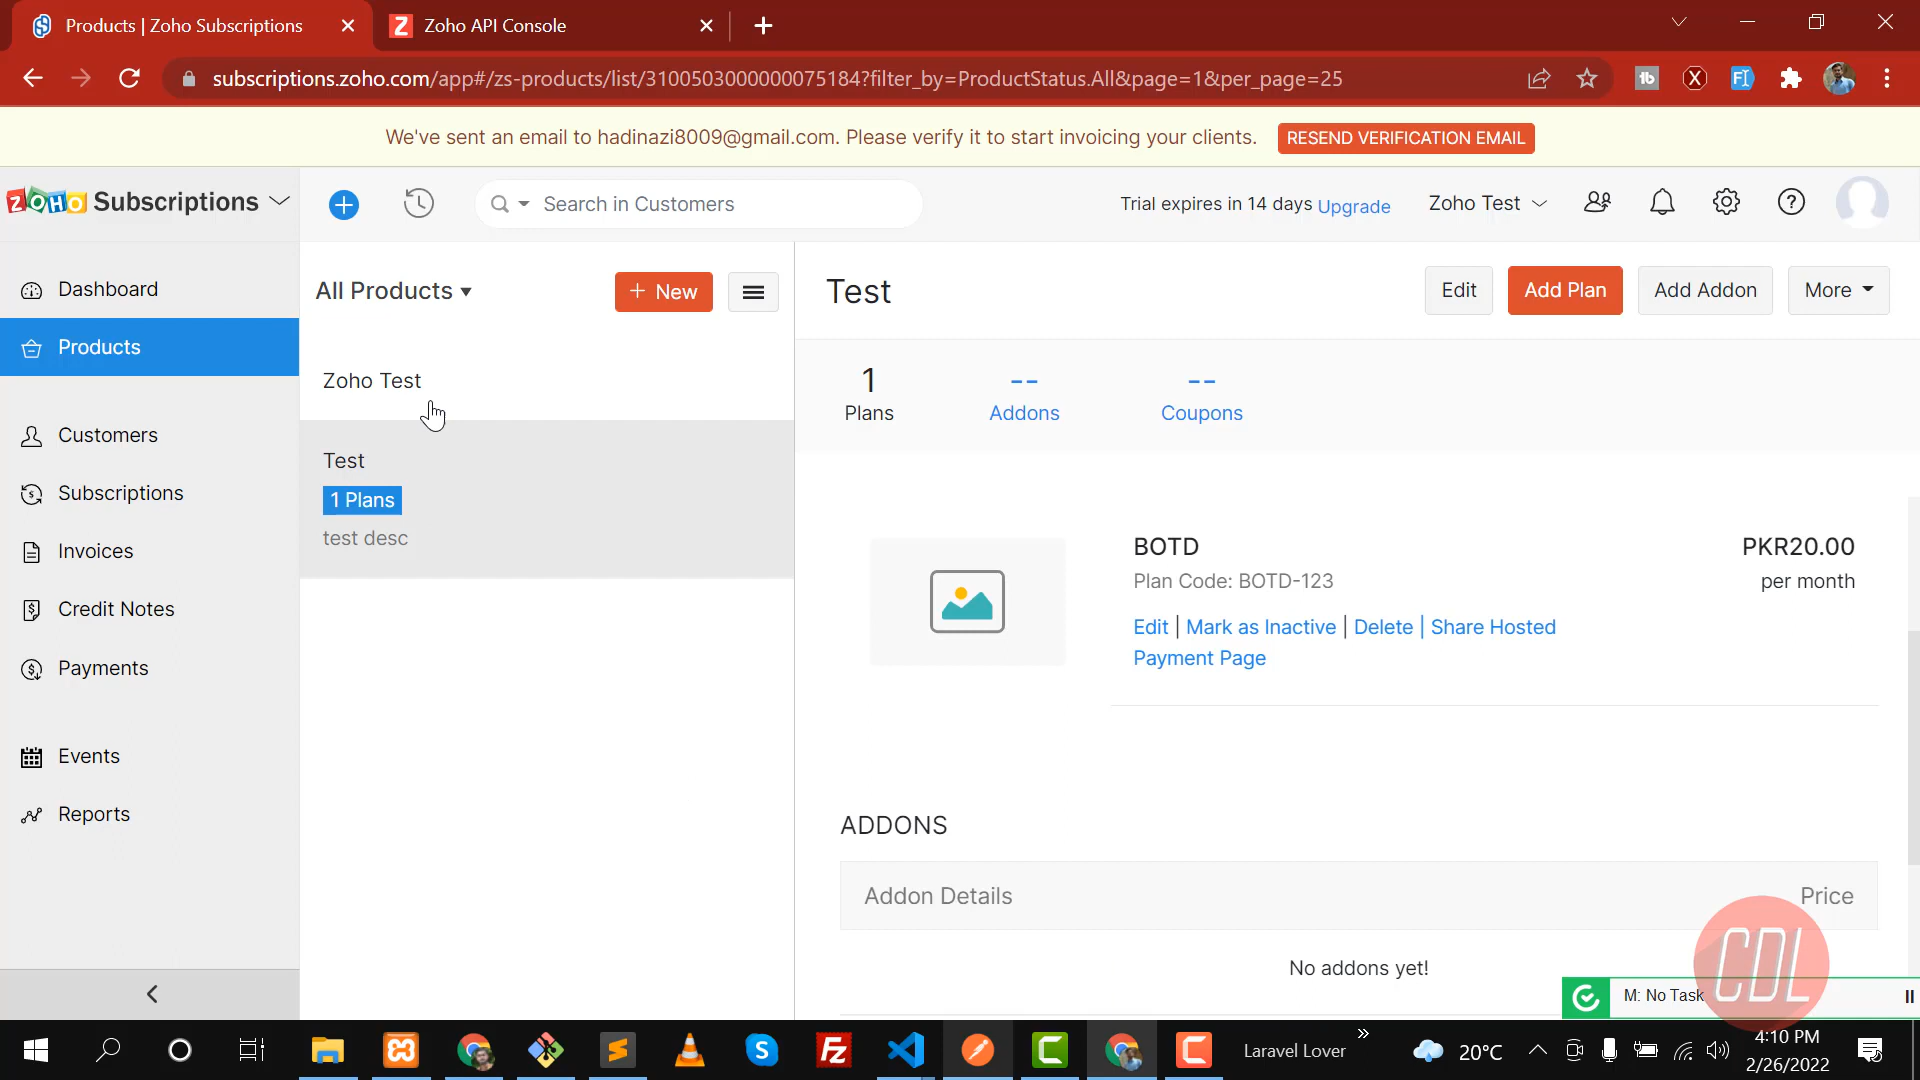 Products | Zoho Subscriptions
Zoho API Console
subscriptions.zoho.com/app#/zs-products/list/3100503000000075184?filter_by=ProductStatus.All&page=1&per_page=25
We've sent an email to hadinazi8009@gmail.com. Please verify it to start invoicing your clients.
RESEND VERIFICATION EMAIL
ZOHO Subscriptions
Search in Customers
Trial expires in 14 days Upgrade
Zoho Test
Dashboard
Products
Customers
Subscriptions
Invoices
Credit Notes
Payments
Events
Reports
All Products
+ New
Zoho Test
Test
1 Plans
test desc
Test
Edit
Add Plan
Add Addon
More
1
Plans
--
Addons
--
Coupons
BOTD
PKR20.00
Plan Code: BOTD-123
per month
Edit | Mark as Inactive | Delete | Share Hosted
Payment Page
ADDONS
Addon Details
Price
No addons yet!
CDL
M: No Task
Laravel Lover
20°C
4:10 PM
2/26/2022